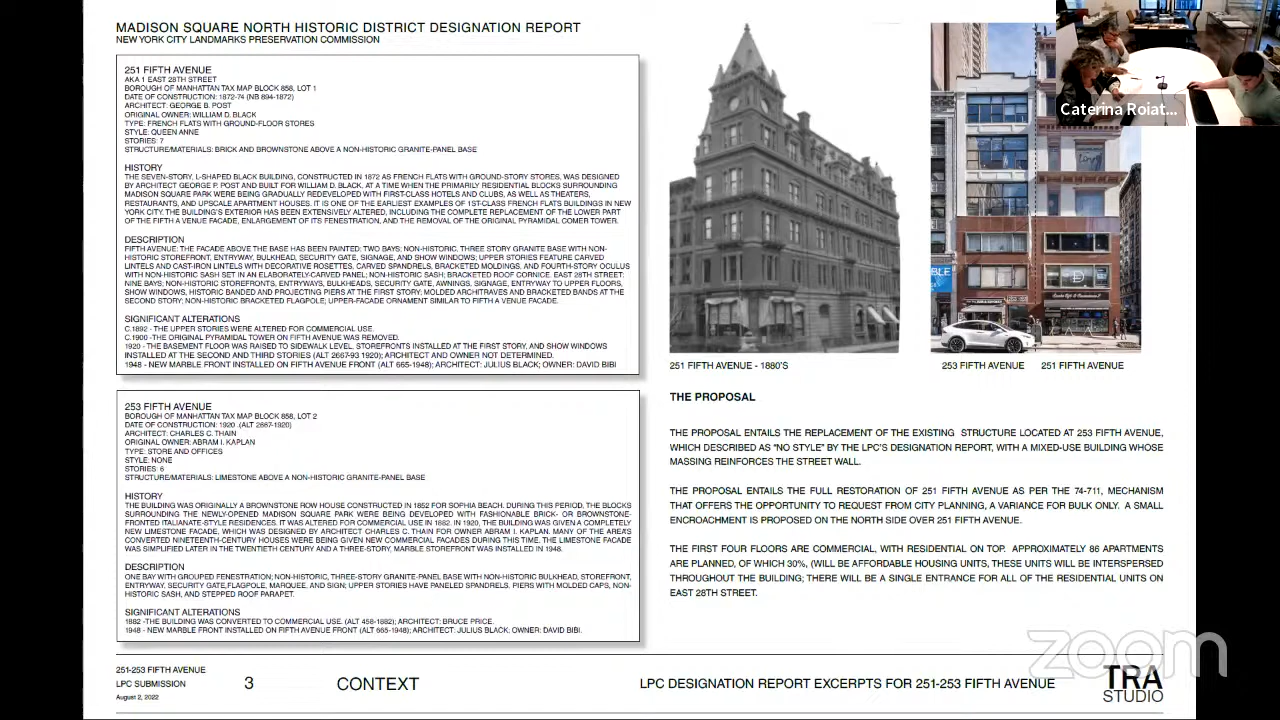 MADISON SQUARE NORTH HISTORIC DISTRICT DESIGNATION REPORT
NEW YORK CITY LANDMARKS PRESERVATION COMMISSION
251 FIFTH AVENUE
AKA 1 EAST 28TH STREET
BOROUGH OF MANHATTAN TAX MAP BLOCK 858, LOT 1
DATE OF CONSTRUCTION: 1872-74 (NB 894-1872)
ARCHITECT: GEORGE B. POST
ORIGINAL OWNER: WILLIAM D. BLACK
TYPE: FRENCH FLATS WITH GROUND-FLOOR STORES
STYLE: QUEEN ANNE
STORIES: 7
STRUCTURE/MATERIALS: BRICK AND BROWNSTONE ABOVE A NON-HISTORIC GRANITE-PANEL BASE
HISTORY
THE SEVEN-STORY, L-SHAPED BLACK BUILDING, CONSTRUCTED IN 1872 AS FRENCH FLATS WITH GROUND-STORY STORES, WAS DESIGNED
BY ARCHITECT GEORGE P. POST AND BUILT FOR WILLIAM D. BLACK, AT A TIME WHEN THE PRIMARILY RESIDENTIAL BLOCKS SURROUNDING
MADISON SQUARE PARK WERE BEING GRADUALLY REDEVELOPED WITH FIRST-CLASS HOTELS AND CLUBS, AS WELL AS THEATERS,
RESTAURANTS, AND UPSCALE APARTMENT HOUSES. IT IS ONE OF THE EARLIEST EXAMPLES OF 1ST-CLASS FRENCH FLATS BUILDINGS IN NEW
YORK CITY. THE BUILDING'S EXTERIOR HAS BEEN EXTENSIVELY ALTERED, INCLUDING THE COMPLETE REPLACEMENT OF THE LOWER PART
OF THE FIFTH A VENUE FACADE, ENLARGEMENT OF ITS FENESTRATION, AND THE REMOVAL OF THE ORIGINAL PYRAMIDAL COMER TOWER.
DESCRIPTION
FIFTH AVENUE: THE FACADE ABOVE THE BASE HAS BEEN PAINTED: TWO BAYS; NON-HISTORIC, THREE STORY GRANITE BASE WITH NON-
HISTORIC STOREFRONT, ENTRYWAY, BULKHEAD, SECURITY GATE, SIGNAGE, AND SHOW WINDOWS; UPPER STORIES FEATURE CARVED
LINTELS AND CAST-IRON LINTELS WITH DECORATIVE ROSETTES, CARVED SPANDRELS, BRACKETED MOLDINGS, AND FOURTH-STORY OCULUS
WITH NON-HISTORIC SASH SET IN AN ELABORATELY-CARVED PANEL; NON-HISTORIC SASH; BRACKETED ROOF CORNICE. EAST 28TH STREET:
NINE BAYS; NON-HISTORIC STOREFRONTS, ENTRYWAYS, BULKHEADS, SECURITY GATE, AWNINGS, SIGNAGE, ENTRYWAY TO UPPER FLOORS,
SHOW WINDOWS, HISTORIC BANDED AND PROJECTING PIERS AT THE FIRST STORY; MOLDED ARCHITRAVES AND BRACKETED BANDS AT THE
SECOND STORY; NON-HISTORIC BRACKETED FLAGPOLE; UPPER-FACADE ORNAMENT SIMILAR TO FIFTH A VENUE FACADE.
SIGNIFICANT ALTERATIONS
C.1892 - THE UPPER STORIES WERE ALTERED FOR COMMERCIAL USE.
C.1900 -THE ORIGINAL PYRAMIDAL TOWER ON FIFTH AVENUE WAS REMOVED.
1920 -THE BASEMENT FLOOR WAS RAISED TO SIDEWALK LEVEL. STOREFRONTS INSTALLED AT THE FIRST STORY, AND SHOW WINDOWS
INSTALLED AT THE SECOND AND THIRD STORIES (ALT 2667-93 1920); ARCHITECT AND OWNER NOT DETERMINED.
1948 - NEW MARBLE FRONT INSTALLED ON FIFTH AVENUE FRONT (ALT 665-1948); ARCHITECT: JULIUS BLACK; OWNER: DAVID BIBI
253 FIFTH AVENUE
BOROUGH OF MANHATTAN TAX MAP BLOCK 858, LOT 2
DATE OF CONSTRUCTION: 1920 .(ALT 2667-1920)
ARCHITECT: CHARLES C. THAIN
ORIGINAL OWNER: ABRAM I. KAPLAN
TYPE: STORE AND OFFICES
STYLE: NONE
STORIES: 6
STRUCTURE/MATERIALS: LIMESTONE ABOVE A NON-HISTORIC GRANITE-PANEL BASE
HISTORY
THE BUILDING WAS ORIGINALLY A BROWNSTONE ROW HOUSE CONSTRUCTED IN 1852 FOR SOPHIA BEACH. DURING THIS PERIOD, THE BLOCKS
SURROUNDING THE NEWLY-OPENED MADISON SQUARE PARK WERE BEING DEVELOPED WITH FASHIONABLE BRICK- OR BROWNSTONE-
FRONTED ITALIANATE-STYLE RESIDENCES. IT WAS ALTERED FOR COMMERCIAL USE IN 1882. IN 1920, THE BUILDING WAS GIVEN A COMPLETELY
NEW LIMESTONE FACADE, WHICH WAS DESIGNED BY ARCHITECT CHARLES C. THAIN FOR OWNER ABRAM I. KAPLAN. MANY OF THE AREA'S
CONVERTED NINETEENTH-CENTURY HOUSES WERE BEING GIVEN NEW COMMERCIAL FACADES DURING THIS TIME. THE LIMESTONE FACADE
WAS SIMPLIFIED LATER IN THE TWENTIETH CENTURY AND A THREE-STORY, MARBLE STOREFRONT WAS INSTALLED IN 1948.
DESCRIPTION
ONE BAY WITH GROUPED FENESTRATION; NON-HISTORIC, THREE-STORY GRANITE-PANEL BASE WITH NON-HISTORIC BULKHEAD, STOREFRONT,
ENTRYWAY, SECURITY GATE,FLAGPOLE, MARQUEE, AND SIGN; UPPER STORIES HAVE PANELED SPANDRELS, PIERS WITH MOLDED CAPS, NON-
HISTORIC SASH, AND STEPPED ROOF PARAPET.
SIGNIFICANT ALTERATIONS
1882 -THE BUILDING WAS CONVERTED TO COMMERCIAL USE. (ALT 458-1882); ARCHITECT: BRUCE PRICE.
1948 - NEW MARBLE FRONT INSTALLED ON FIFTH AVENUE FRONT (ALT 665-1948); ARCHITECT: JULIUS BLACK; OWNER: DAVID BIBI.
Caterina Roiat...
BLE
D
251 FIFTH AVENUE - 1880'S
253 FIFTH AVENUE
251 FIFTH AVENUE
THE PROPOSAL
THE PROPOSAL ENTAILS THE REPLACEMENT OF THE EXISTING STRUCTURE LOCATED AT 253 FIFTH AVENUE,
WHICH DESCRIBED AS "NO STYLE" BY THE LPC'S DESIGNATION REPORT, WITH A MIXED-USE BUILDING WHOSE
MASSING REINFORCES THE STREET WALL.
THE PROPOSAL ENTAILS THE FULL RESTORATION OF 251 FIFTH AVENUE AS PER THE 74-711, MECHANISM
THAT OFFERS THE OPPORTUNITY TO REQUEST FROM CITY PLANNING, A VARIANCE FOR BULK ONLY. A SMALL
ENCROACHMENT IS PROPOSED ON THE NORTH SIDE OVER 251 FIFTH AVENUE.
THE FIRST FOUR FLOORS ARE COMMERCIAL, WITH RESIDENTIAL ON TOP. APPROXIMATELY 86 APARTMENTS
ARE PLANNED, OF WHICH 30%, (WILL BE AFFORDABLE HOUSING UNITS, THESE UNITS WILL BE INTERSPERSED
THROUGHOUT THE BUILDING; THERE WILL BE A SINGLE ENTRANCE FOR ALL OF THE RESIDENTIAL UNITS ON
EAST 28TH STREET.
zoom
251-253 FIFTH AVENUE
LPC SUBMISSION
August 2, 2022
3
CONTEXT
LPC DESIGNATION REPORT EXCERPTS FOR 251-253 FIFTH AVENUE
TRA
STUDIO